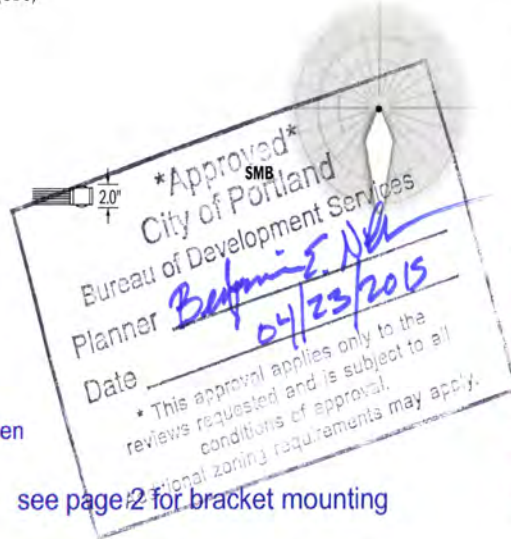 *Approved*
City of Portland
Bureau of Development Services
Planner
Date 04/23/2015
* This approval applies only to the
reviews requested and is subject to all
conditions of approval.
Additional zoning requirements may apply.
2.0"
SMB
en
see page 2 for bracket mounting